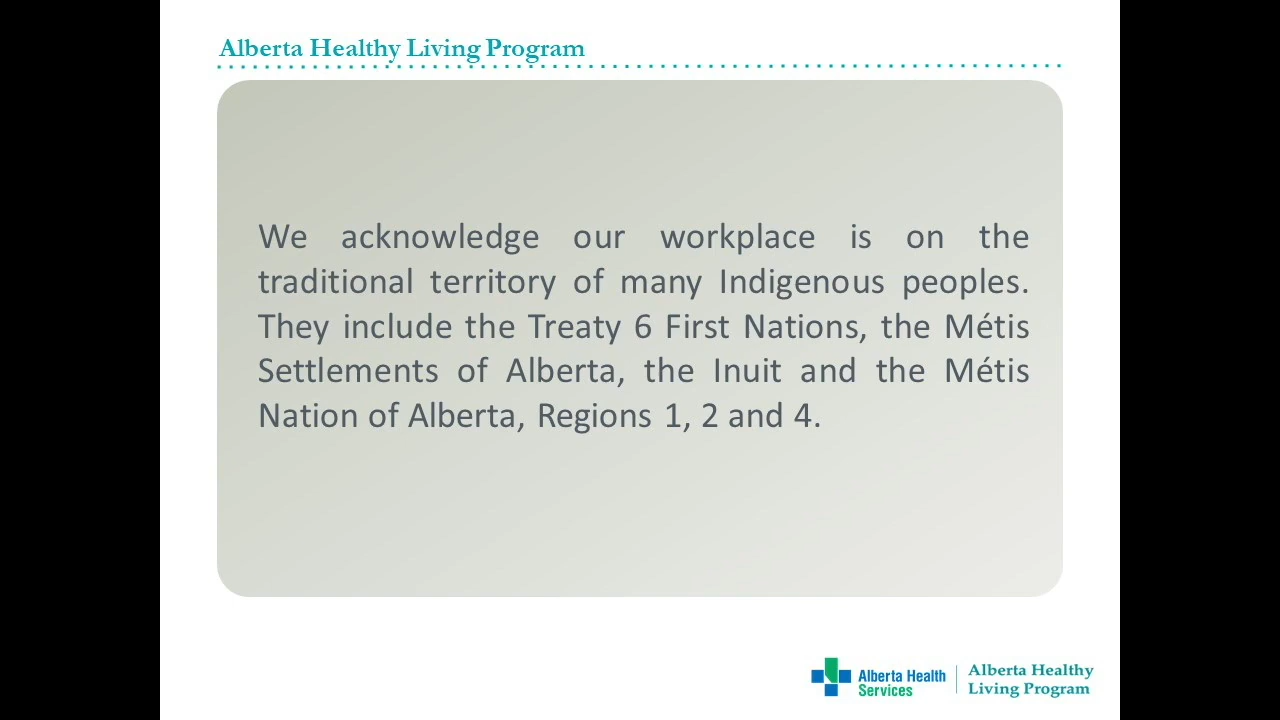 Alberta Healthy Living Program
We acknowledge our workplace is on the
traditional territory of many Indigenous peoples.
They include the Treaty 6 First Nations, the Métis
Settlements of Alberta, the Inuit and the Métis
Nation of Alberta, Regions 1, 2 and 4.
Alberta Health
Services
Alberta Healthy
Living Program